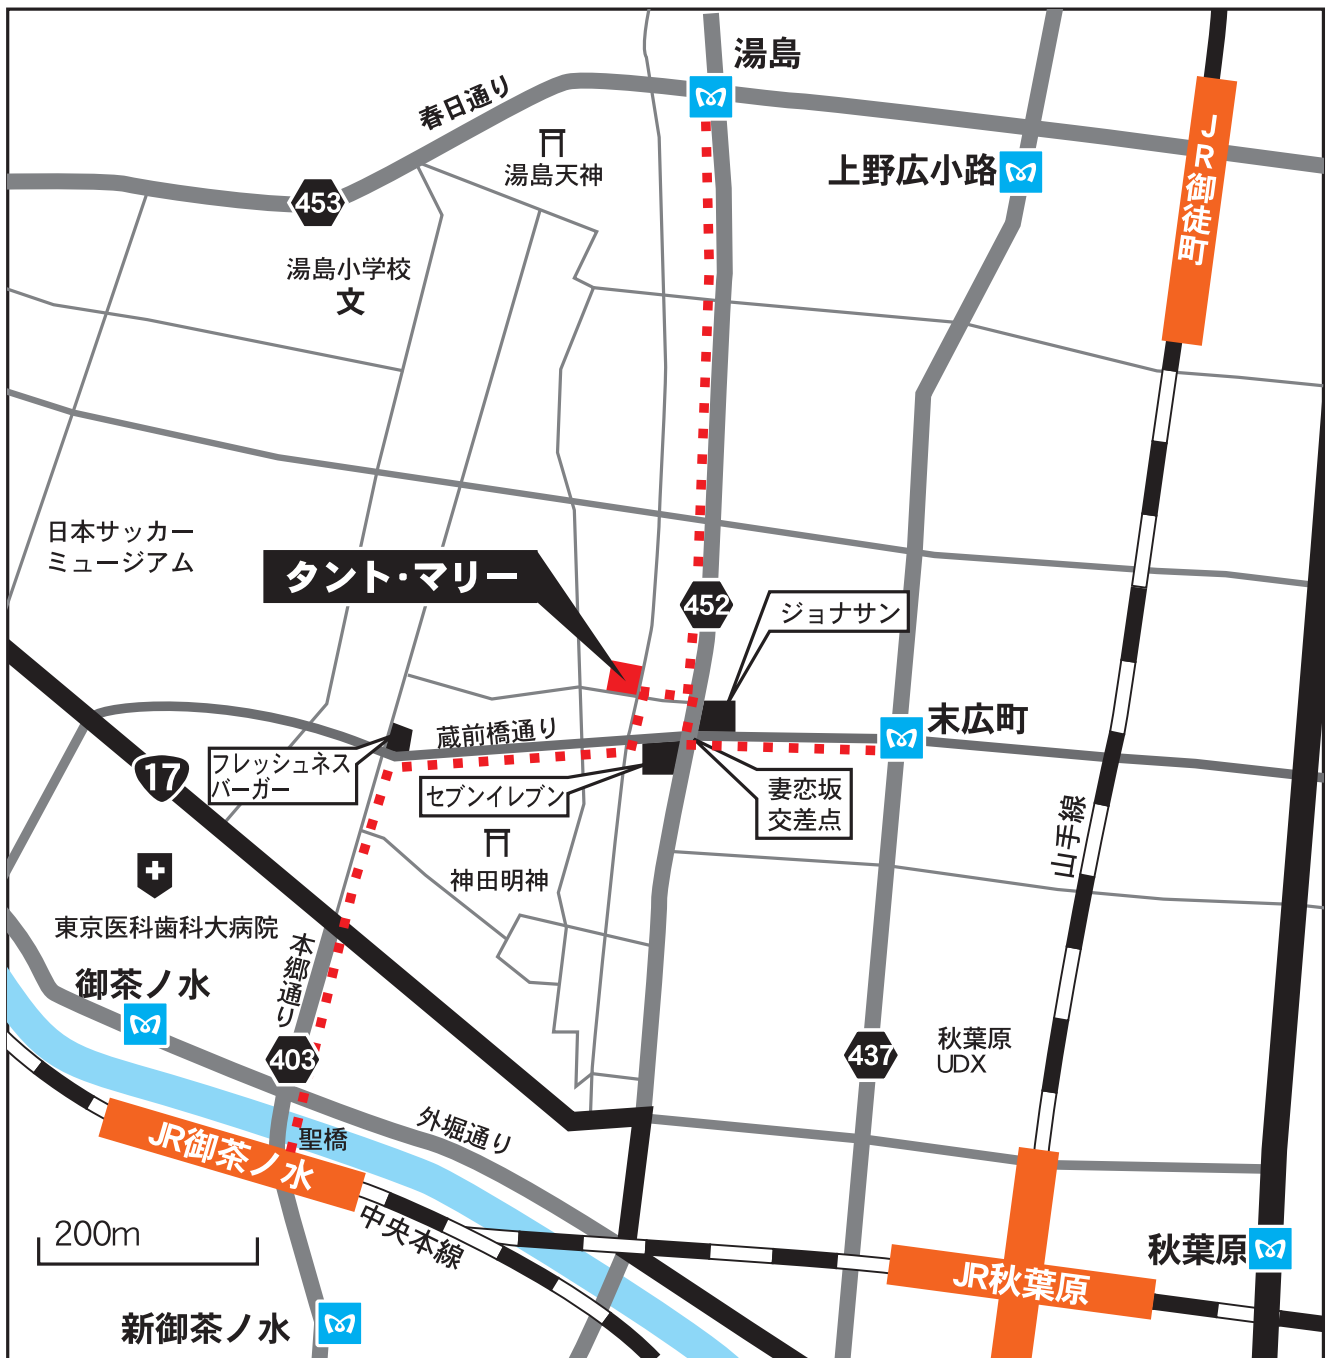 湯島
春日通り
湯島天神
上野広小路
JR御徒町
453
湯島小学校
文
日本サッカー
ミュージアム
タント・マリー
452
ジョナサン
末広町
蔵前橋通り
フレッシュネス
バーガー
17
セブンイレブン
妻恋坂
交差点
山手線
神田明神
東京医科歯科大病院
本郷通り
御茶ノ水
403
437
秋葉原
UDX
外堀通り
聖橋
JR御茶ノ水
中央本線
200m
秋葉原
JR秋葉原
新御茶ノ水